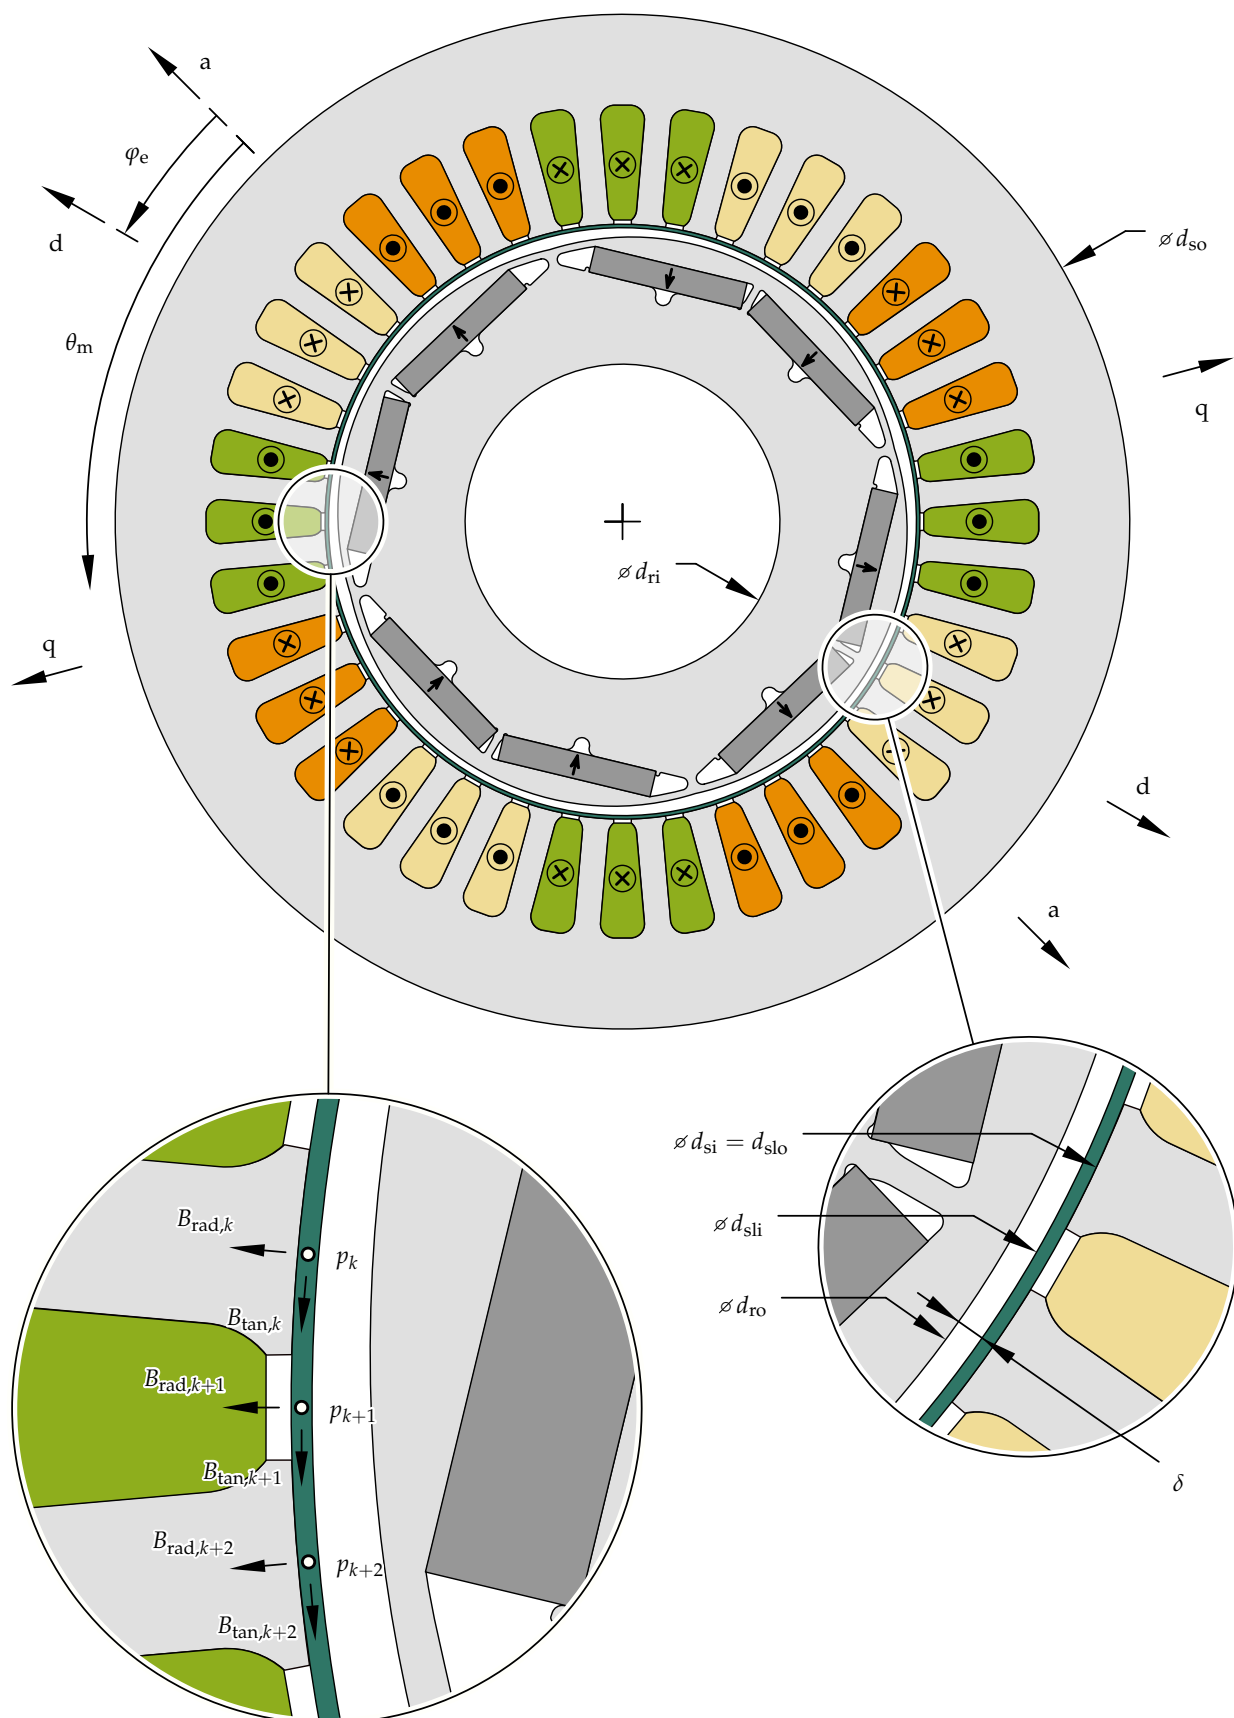 a
φe
d
θm
⌀ dso
q
⌀ dri
q
d
a
⌀ dsi = dslo
Brad,k
⌀ dsli
pk
⌀ dro
Btan,k
Brad,k+1
pk+1
Btan,k+1
δ
Brad,k+2
pk+2
Btan,k+2